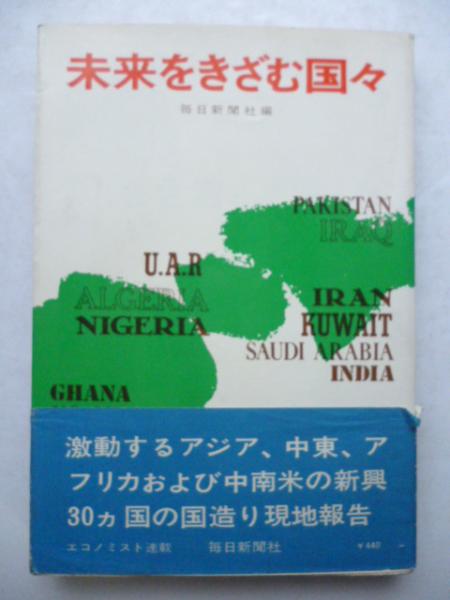 未来をきざむ国々
毎日新聞社編
PAKISTAN
IRAQ
U.A.R
ALGERIA
NIGERIA
IRAN
KUWAIT
SAUDI ARABIA
INDIA
GHANA
激動するアジア、中東、ア
フリカおよび中南米の新興
30ヵ国の国造り現地報告
エコノミスト連載 毎日新聞社 ¥440